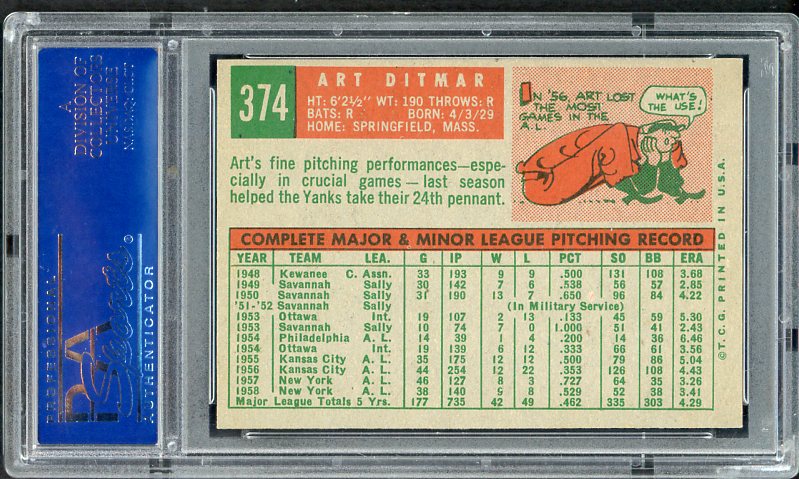 374
ART DITMAR
HT: 6'2½" WT: 190 THROWS: R
BATS: R BORN: 4/3/29
HOME: SPRINGFIELD, MASS.
Art's fine pitching performances—espe-
cially in crucial games — last season
helped the Yanks take their 24th pennant.
IN '56, ART LOST
THE MOST
GAMES IN THE
A.L.
WHAT'S
THE USE!
COMPLETE MAJOR & MINOR LEAGUE PITCHING RECORD
YEAR TEAM LEA. G IP W L PCT SO BB ERA
1948 Kewanee C. Assn. 33 193 9 9 .500 131 108 3.68
1949 Savannah Sally 30 142 7 6 .538 56 57 2.85
1950 Savannah Sally 31 190 13 7 .650 96 84 4.22
'51-'52 Savannah Sally (In Military Service)
1953 Ottawa Int. 19 107 2 13 .133 45 59 5.30
1953 Savannah Sally 10 74 7 0 1.000 51 41 2.43
1954 Philadelphia A. L. 14 39 1 4 .200 14 36 6.46
1954 Ottawa Int. 19 139 6 12 .333 66 61 3.56
1955 Kansas City A. L. 35 175 12 12 .500 79 86 5.04
1956 Kansas City A. L. 44 254 12 22 .353 126 108 4.43
1957 New York A. L. 46 127 8 3 .727 64 35 3.26
1958 New York A. L. 38 140 9 8 .529 52 38 3.41
Major League Totals 5 Yrs. 177 735 42 49 .462 335 303 4.29
©T.C.G. PRINTED IN U.S.A.
A
DIVISION OF
COLLECTORS
UNIVERSE
PROFESSIONAL
PSA
Sports
AUTHENTICATOR